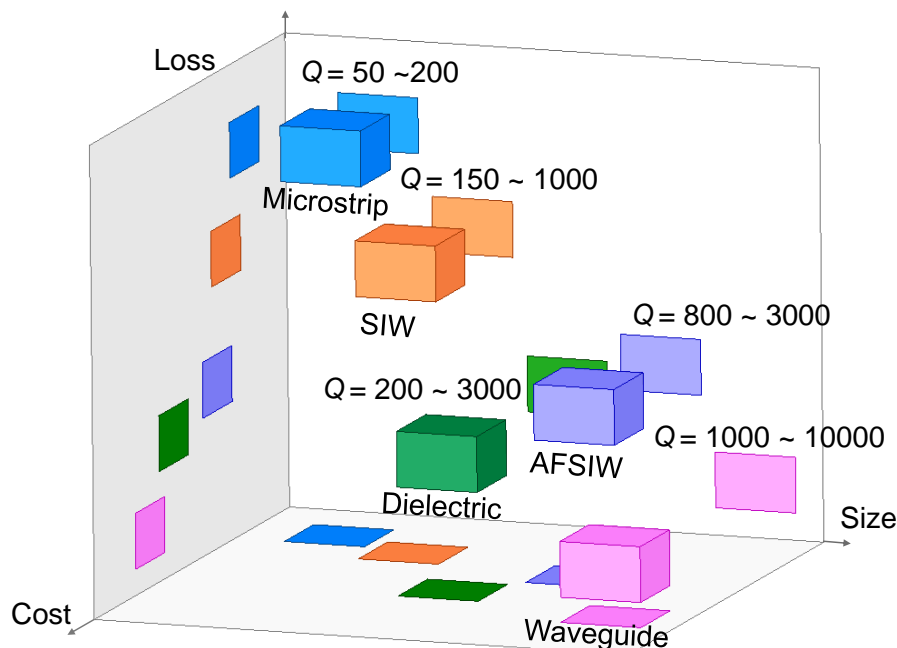 Loss
Q = 50 ~200
Microstrip
Q = 150 ~ 1000
SIW
Q = 800 ~ 3000
Q = 200 ~ 3000
Q = 1000 ~ 10000
AFSIW
Dielectric
Size
Cost
Waveguide